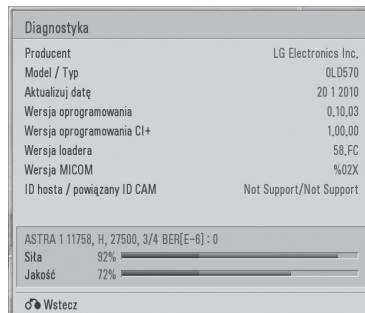 Diagnostyka
Producent LG Electronics Inc.
Model / Typ 0LD570
Aktualizuj datę 20 1 2010
Wersja oprogramowania 0.10.03
Wersja oprogramowania CI+ 1.00.00
Wersja loadera 58.FC
Wersja MICOM %02X
ID hosta / powiązany ID CAM Not Support/Not Support
ASTRA 1 11758, H, 27500, 3/4 BER[E-6] : 0
Siła 92%
Jakość 72%
Wstecz